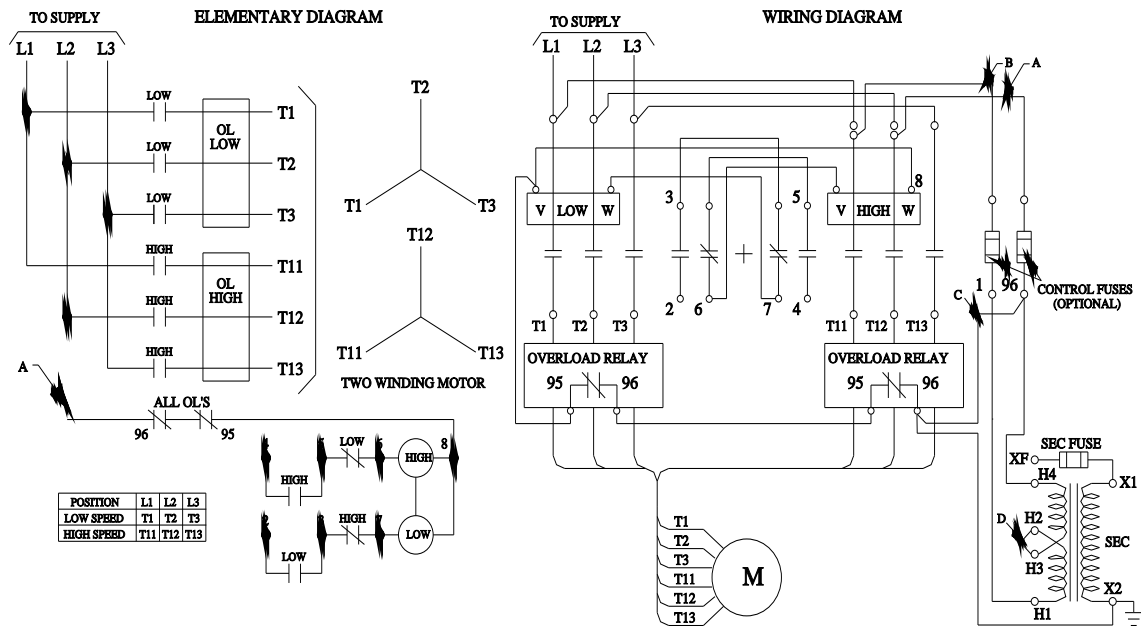 ELEMENTARY DIAGRAM
TO SUPPLY
L1 L2 L3
LOW
T1
OL
LOW
LOW
T2
LOW
T3
HIGH
T11
OL
HIGH
HIGH
T12
HIGH
T13
T2
T1 T3
T12
T11 T13
TWO WINDING MOTOR
A
ALL OL'S
96 95
LOW
8
HIGH
HIGH
HIGH
LOW
LOW
POSITION L1 L2 L3
LOW SPEED T1 T2 T3
HIGH SPEED T11 T12 T13
WIRING DIAGRAM
TO SUPPLY
L1 L2 L3
B A
V LOW W
3 5
8
V HIGH W
2 6 7 4
1 96
CONTROL FUSES
(OPTIONAL)
C
T1 T2 T3
T11 T12 T13
OVERLOAD RELAY
95 96
OVERLOAD RELAY
95 96
SEC FUSE
XF
H4 X1
D
H2
SEC
H3
X2
H1
T1
T2
T3
T11
T12
T13
M